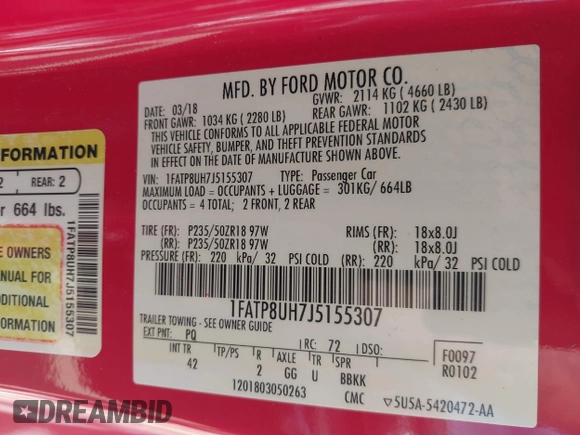 MFD. BY FORD MOTOR CO.
DATE: 03/18 GVWR: 2114 KG ( 4660 LB)
FRONT GAWR: 1034 KG ( 2280 LB) REAR GAWR: 1102 KG ( 2430 LB)
THIS VEHICLE CONFORMS TO ALL APPLICABLE FEDERAL MOTOR
VEHICLE SAFETY, BUMPER, AND THEFT PREVENTION STANDARDS
IN EFFECT ON THE DATE OF MANUFACTURE SHOWN ABOVE.
VIN: 1FATP8UH7J5155307 TYPE: Passenger Car
MAXIMUM LOAD = OCCUPANTS + LUGGAGE = 301KG/ 664LB
OCCUPANTS = 4 TOTAL; 2 FRONT, 2 REAR
TIRE (FR): P235/50ZR18 97W RIMS (FR): 18x8.0J
(RR): P235/50ZR18 97W (RR): 18x8.0J
PRESSURE (FR): 220 kPa/ 32 PSI COLD (RR): 220 kPa/ 32 PSI COLD
1FATP8UH7J5155307
TRAILER TOWING - SEE OWNER GUIDE
EXT PNT: PQ RC: 72 DSO: F0097
INT TR TP/PS R AXLE TR SPR R0102
42 2 GG U BBKK
1201803050263 CMC ▽5U5A-5420472-AA
FORMATION
2 REAR: 2
r 664 lbs.
E OWNERS
ANUAL FOR
DDITIONAL
FORMATION
1FATP8UH7J5155307
DREAMBID